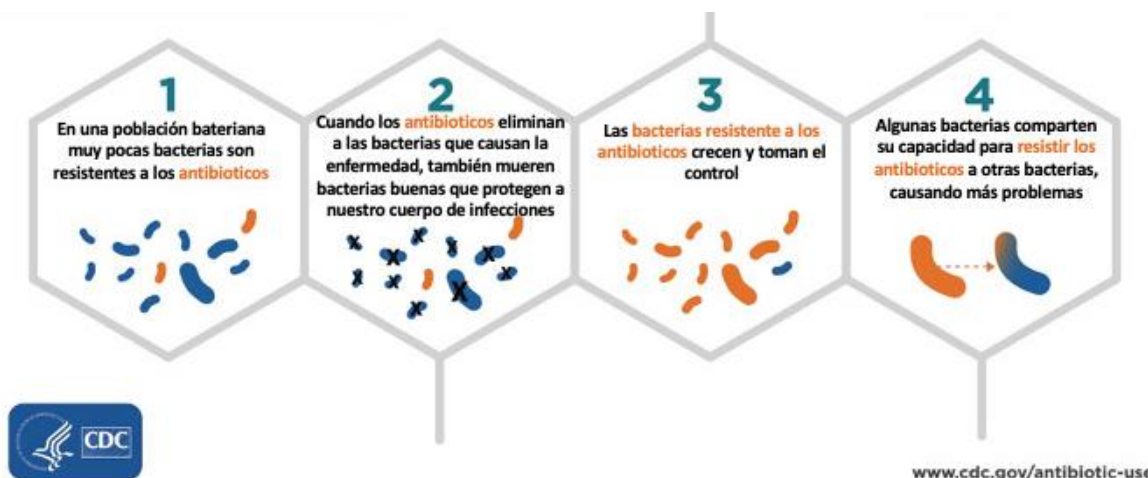 1
En una población bateriana
muy pocas bacterias son
resistentes a los antibioticos
2
Cuando los antibioticos eliminan
a las bacterias que causan la
enfermedad, también mueren
bacterias buenas que protegen a
nuestro cuerpo de infecciones
3
Las bacterias resistente a los
antibioticos crecen y toman el
control
4
Algunas bacterias comparten
su capacidad para resistir los
antibioticos a otras bacterias,
causando más problemas
CDC
www.cdc.gov/antibiotic-use